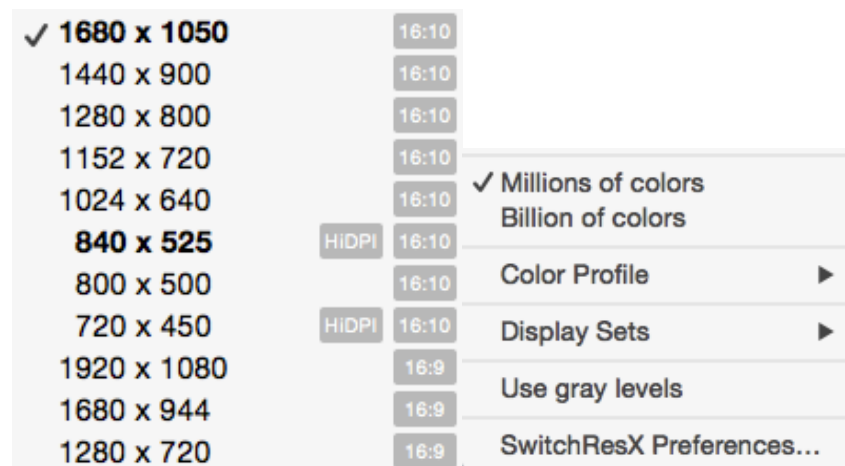 ✓ 1680 x 1050 16:10
1440 x 900 16:10
1280 x 800 16:10
1152 x 720 16:10
1024 x 640 16:10
840 x 525 HiDPI 16:10
800 x 500 16:10
720 x 450 HiDPI 16:10
1920 x 1080 16:9
1680 x 944 16:9
1280 x 720 16:9
✓ Millions of colors
Billion of colors
Color Profile ▶
Display Sets ▶
Use gray levels
SwitchResX Preferences...